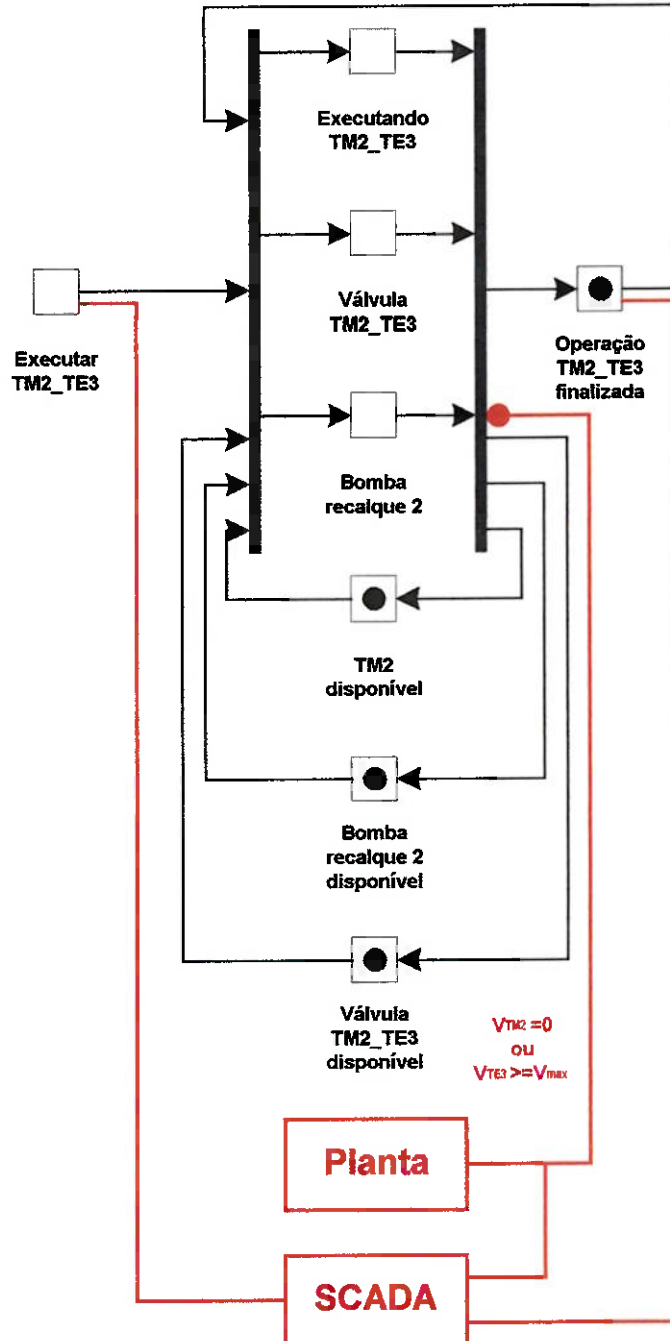 Executando
TM2_TE3
Válvula
TM2_TE3
Executar
TM2_TE3
Operação
TM2_TE3
finalizada
Bomba
recalque 2
TM2
disponível
Bomba
recalque 2
disponível
Válvula
TM2_TE3
disponível
VTM2 =0
ou
VTE3 >=Vmax
Planta
SCADA